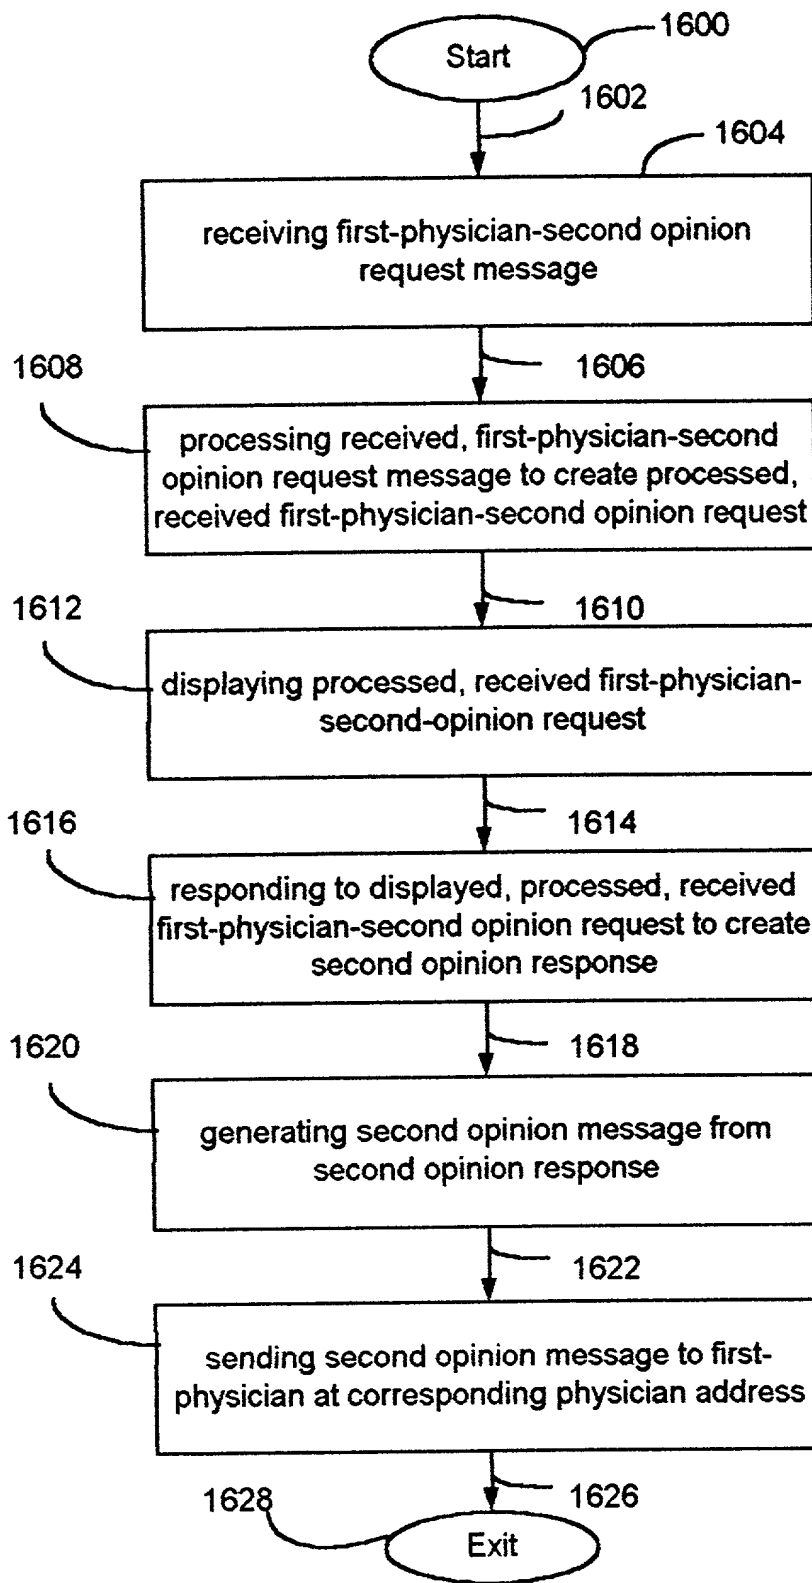 1600
Start
1602
1604
receiving first-physician-second opinion
request message
1606
1608
processing received, first-physician-second
opinion request message to create processed,
received first-physician-second opinion request
1610
1612
displaying processed, received first-physician-
second-opinion request
1614
1616
responding to displayed, processed, received
first-physician-second opinion request to create
second opinion response
1618
1620
generating second opinion message from
second opinion response
1622
1624
sending second opinion message to first-
physician at corresponding physician address
1626
1628
Exit